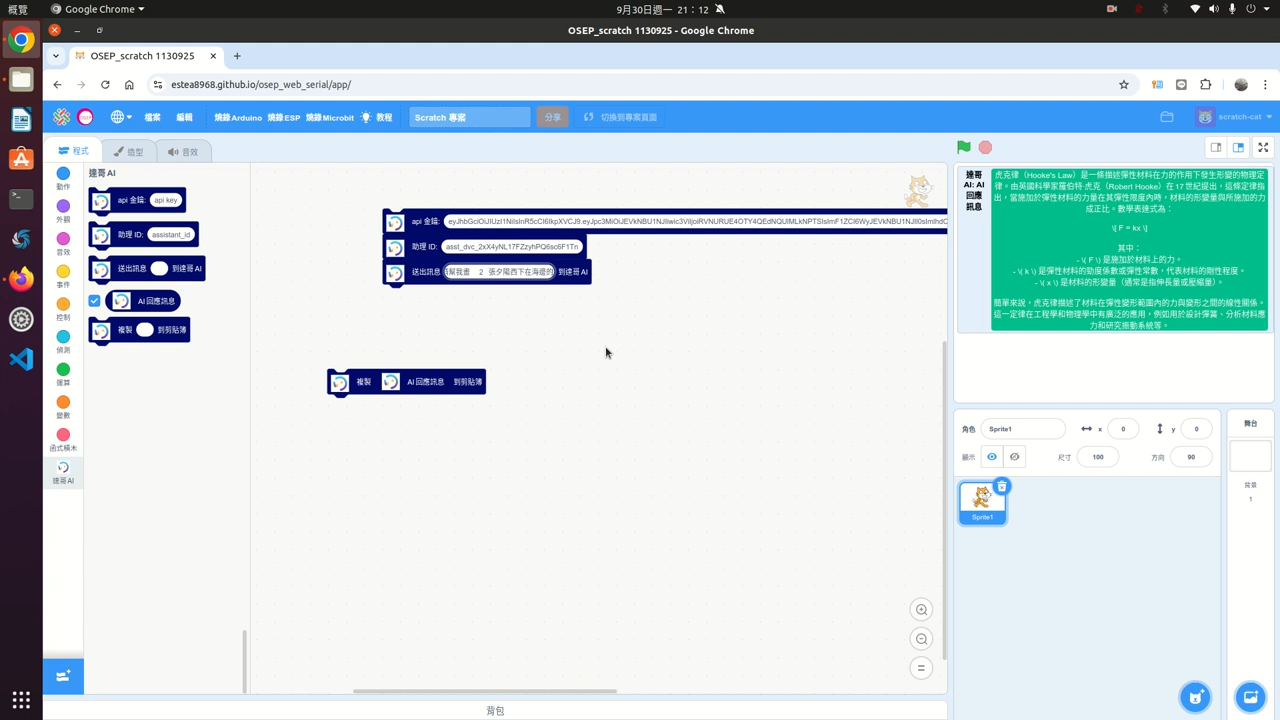 概覽
Google Chrome
9月30日週一 21：12
OSEP_scratch 1130925 - Google Chrome
OSEP_scratch 1130925
estea8968.github.io/osep_web_serial/app/
檔案
編輯
燒錄Arduino
燒錄ESP
燒錄Microbit
教程
Scratch 專案
分享
切換到專案頁面
scratch-cat
程式
造型
音效
動作
外觀
音效
事件
控制
偵測
運算
變數
函式積木
達哥AI
達哥AI
api 金鑰: api key
助理 ID: assistant_id
送出訊息 到達哥AI
AI回應訊息
複製 到剪貼簿
api 金鑰:
助理 ID: asst_dvc_2xX4yNL17FZzyhPQ6sc6F1Tn
送出訊息 幫我畫 2 張夕陽西下在海邊的 到達哥AI
複製 AI回應訊息 到剪貼簿
達哥
AI: AI
回應
訊息
虎克律（Hooke's Law）是一條描述彈性材料在力的作用下發生形變的物理定
律。由英國科學家羅伯特·虎克（Robert Hooke）在 17 世紀提出，這條定律指
出，當施加於彈性材料的力量在其彈性限度內時，材料的形變量與所施加的力
成正比。數學表達式為：
\[ F = kx \]
其中：
- \( F \) 是施加於材料上的力。
- \( k \) 是彈性材料的勁度係數或彈性常數，代表材料的剛性程度。
- \( x \) 是材料的形變量（通常是指伸長量或壓縮量）。
簡單來說，虎克律描述了材料在彈性變形範圍內的力與變形之間的線性關係。
這一定律在工程學和物理學中有廣泛的應用，例如用於設計彈簧、分析材料應
力和研究振動系統等。
角色
Sprite1
x
0
y
0
顯示
尺寸
100
方向
90
Sprite1
舞台
背景
1
背包